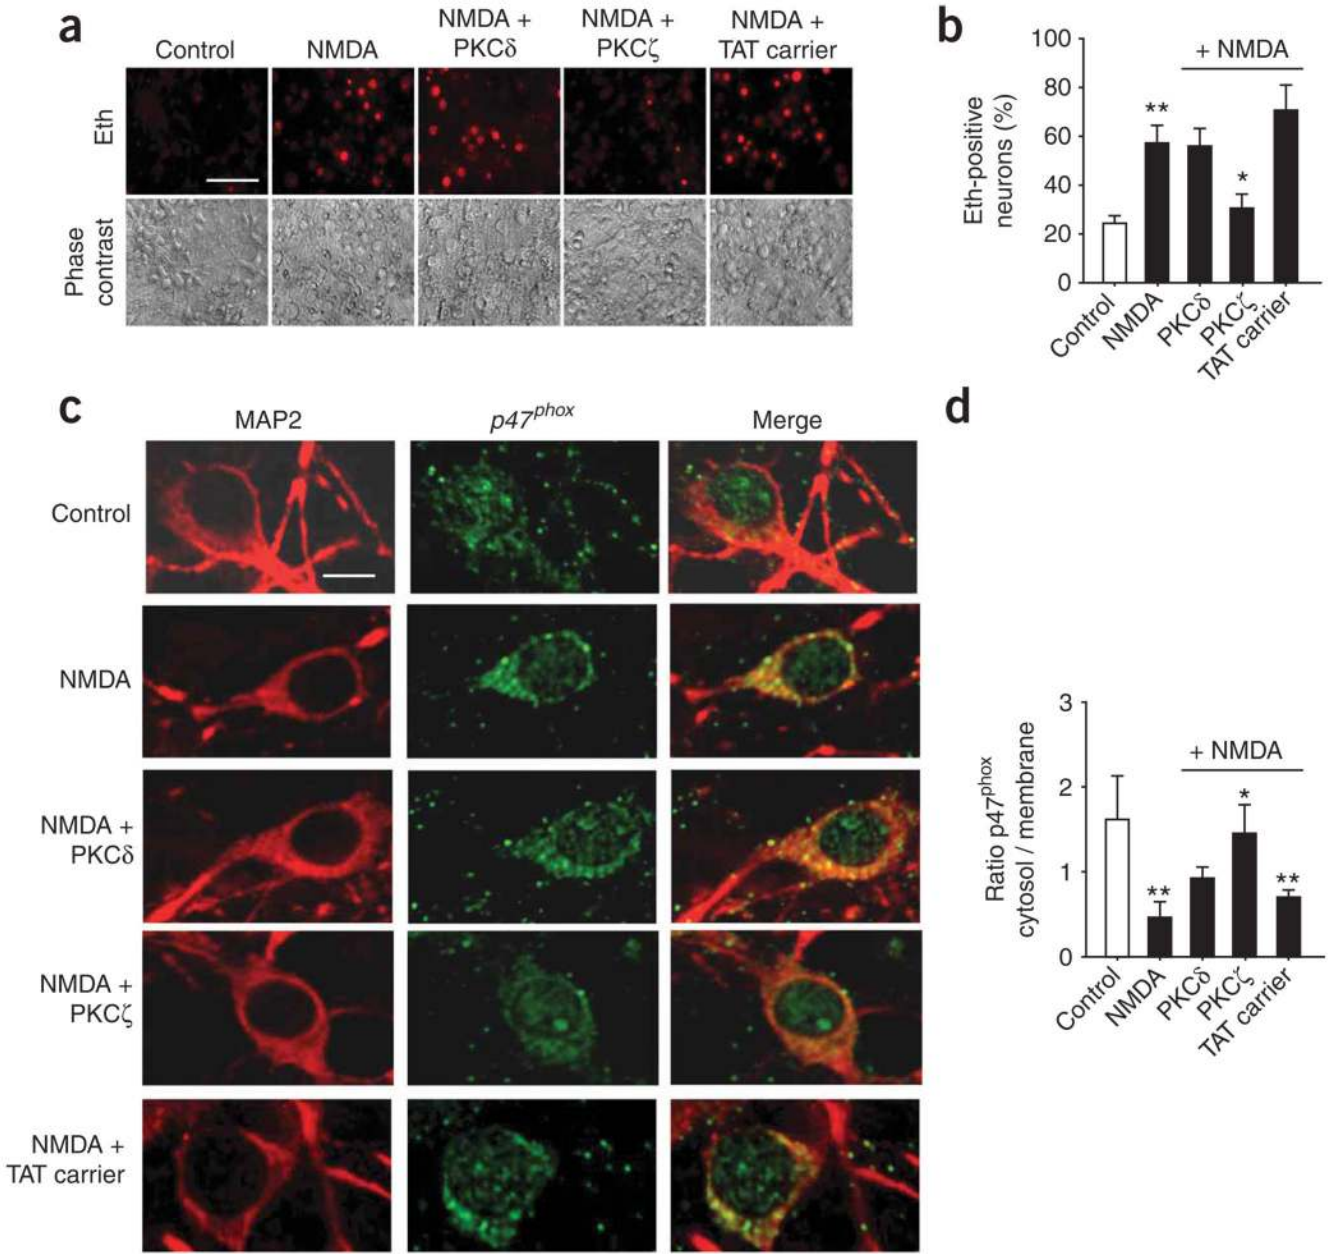 a
Control
NMDA
NMDA +
PKCδ
NMDA +
PKCζ
NMDA +
TAT carrier
Eth
Phase
contrast
b
Eth-positive
neurons (%)
100
80
60
40
20
0
+ NMDA
**
*
Control
NMDA
PKCδ
PKCζ
TAT carrier
c
MAP2
p47phox
Merge
Control
NMDA
NMDA +
PKCδ
NMDA +
PKCζ
NMDA +
TAT carrier
d
Ratio p47phox
cytosol / membrane
3
2
1
0
+ NMDA
**
*
**
Control
NMDA
PKCδ
PKCζ
TAT carrier